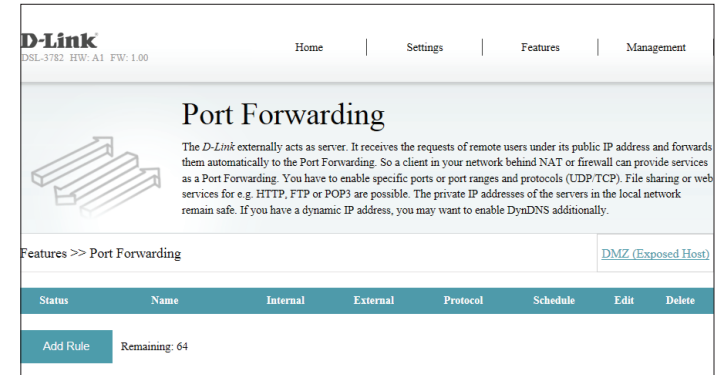 D-Link
DSL-3782 HW: A1 FW: 1.00
Home Settings Features Management
Port Forwarding
The D-Link externally acts as server. It receives the requests of remote users under its public IP address and forwards
them automatically to the Port Forwarding. So a client in your network behind NAT or firewall can provide services
as a Port Forwarding. You have to enable specific ports or port ranges and protocols (UDP/TCP). File sharing or web
services for e.g. HTTP, FTP or POP3 are possible. The private IP addresses of the servers in the local network
remain safe. If you have a dynamic IP address, you may want to enable DynDNS additionally.
Features >> Port Forwarding DMZ (Exposed Host)
Status Name Internal External Protocol Schedule Edit Delete
Add Rule Remaining: 64